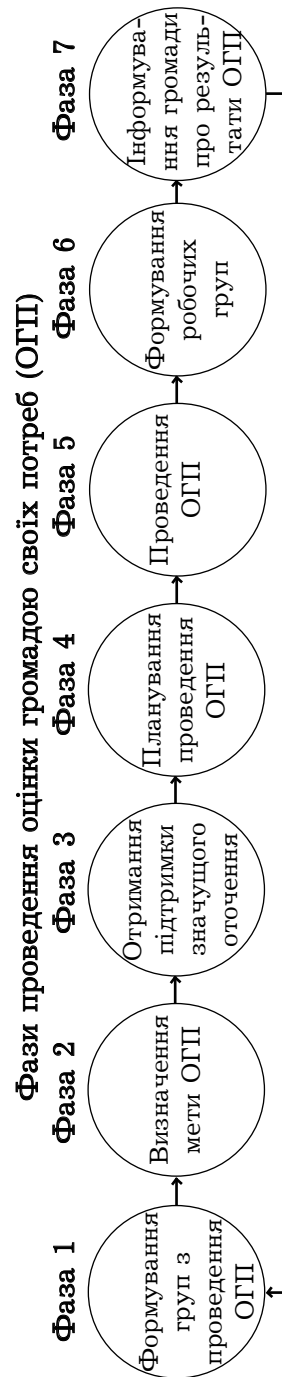 Фази проведення оцінки громадою своїх потреб (ОГП)
Фаза 1
Формування
груп з
проведення
ОГП
Фаза 2
Визначення
мети ОГП
Фаза 3
Отримання
підтримки
значущого
оточення
Фаза 4
Планування
проведення
ОГП
Фаза 5
Проведення
ОГП
Фаза 6
Формування
робочих
груп
Фаза 7
Інформува-
ння громади
про резуль-
тати ОГП